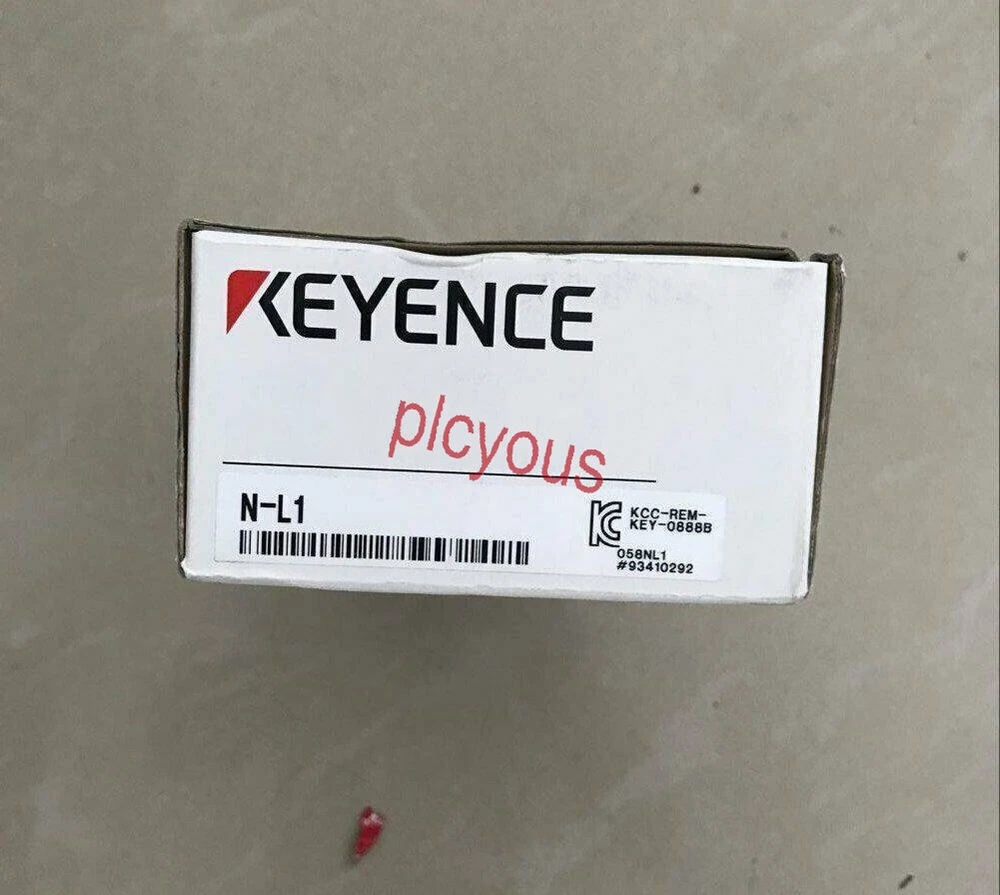 KEYENCE
plcyous
N-L1
KCC-REM-
KEY-0888B
058NL1
#93410292